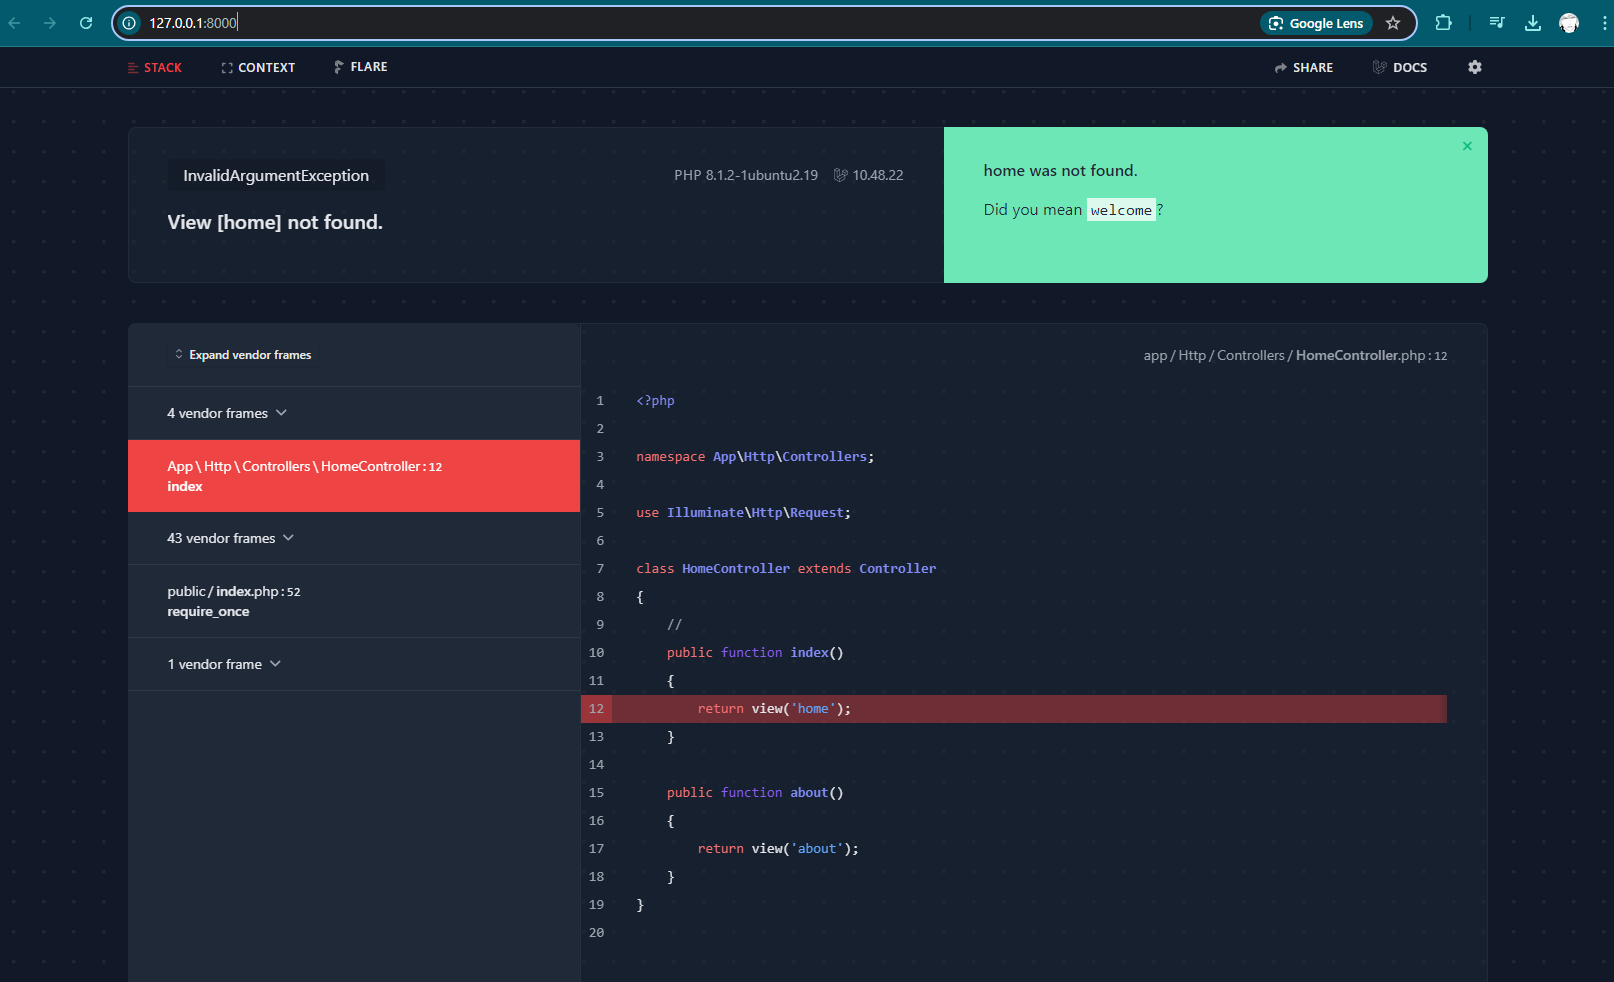 127.0.0.1:8000
Google Lens
STACK CONTEXT FLARE SHARE DOCS
InvalidArgumentException
PHP 8.1.2-1ubuntu2.19 10.48.22
View [home] not found.
home was not found.
Did you mean welcome?
Expand vendor frames
4 vendor frames
App\Http\Controllers\HomeController:12
index
43 vendor frames
public/index.php:52
require_once
1 vendor frame
app/Http/Controllers/HomeController.php:12
1 <?php
2
3 namespace App\Http\Controllers;
4
5 use Illuminate\Http\Request;
6
7 class HomeController extends Controller
8 {
9     //
10     public function index()
11     {
12         return view('home');
13     }
14
15     public function about()
16     {
17         return view('about');
18     }
19 }
20